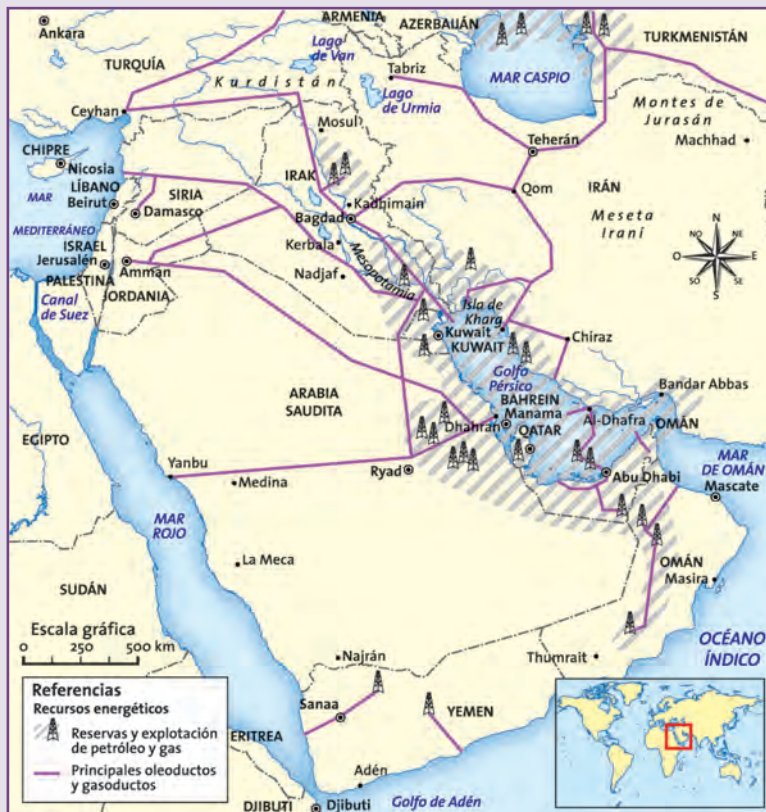 Ankara
TURQUÍA
ARMENIA
AZERBAIJÁN
TURKMENISTÁN
Lago
de Van
Kurdistán
Tabriz
Lago
de Urmia
MAR CASPIO
Montes de
Jurasán
Machhad
Ceyhan
Mosul
Teherán
CHIPRE
Nicosia
LÍBANO
Beirut
SIRIA
Damasco
IRAK
Kadhimain
Bagdad
Qom
IRÁN
Meseta
Iraní
MAR
MEDITERRÁNEO
ISRAEL
Jerusalén
Amman
PALESTINA
JORDANIA
Kerbala
Nadjaf
Mesopotamia
N
NO
NE
O
E
SO
SE
S
Canal
de Suez
Isla de
Kharg
Kuwait
KUWAIT
Chiraz
Golfo
Pérsico
ARABIA
SAUDITA
BAHREIN
Manama
Dhahran
QATAR
Bandar Abbas
Al-Dhafra
OMÁN
EGIPTO
Yanbu
Medina
Ryad
Abu Dhabi
MAR
DE OMÁN
Mascate
MAR
ROJO
La Meca
OMÁN
Masira
SUDÁN
Escala gráfica
0 250 500 km
Najrán
Thumrait
OCÉANO
ÍNDICO
Referencias
Recursos energéticos
Reservas y explotación
de petróleo y gas
Principales oleoductos
y gasoductos
Sanaa
YEMEN
ERITREA
Adén
DJIBUTI
Djibuti
Golfo de Adén